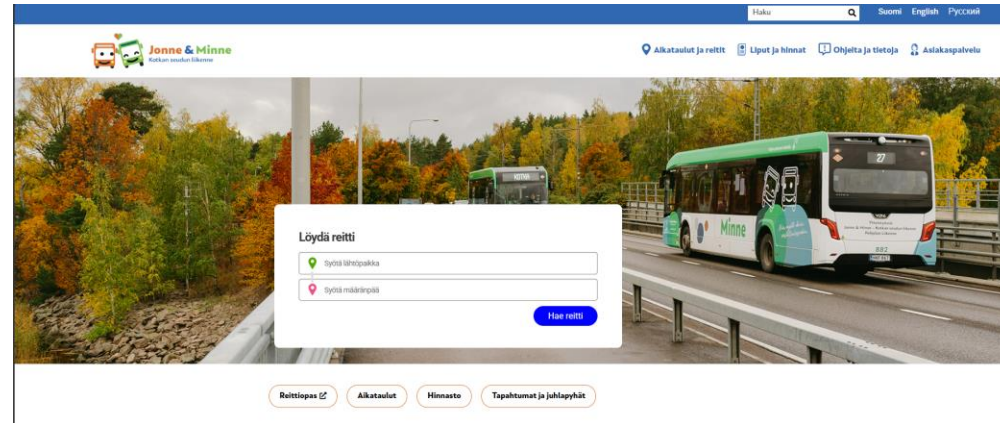 Haku
Suomi English Русский
Jonne & Minne
Kotkan seudun liikenne
Aikataulut ja reitit Liput ja hinnat Ohjeita ja tietoja Asiakaspalvelu
KOTKA
27
Minne
882
Löydä reitti
Syötä lähtöpaikka
Syötä määränpää
Hae reitti
Reittiopas Aikataulut Hinnasto Tapahtumat ja juhlapyhät